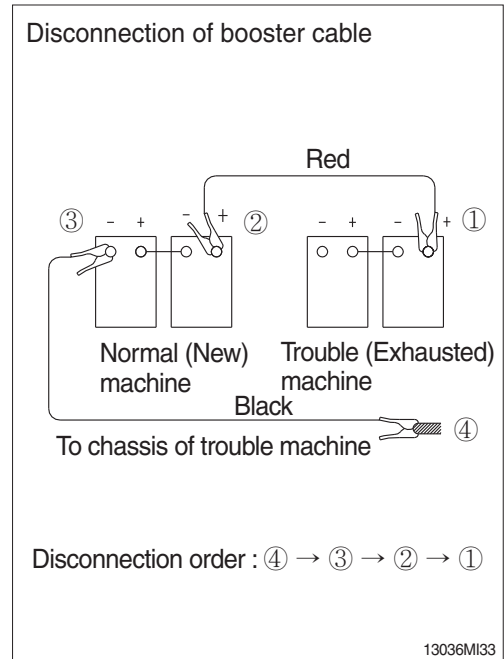 Disconnection of booster cable
Red
③ - + - + ② - + - + ①
Normal (New)
machine
Trouble (Exhausted)
machine
Black
To chassis of trouble machine ④
Disconnection order : ④ → ③ → ② → ①
13036MI33